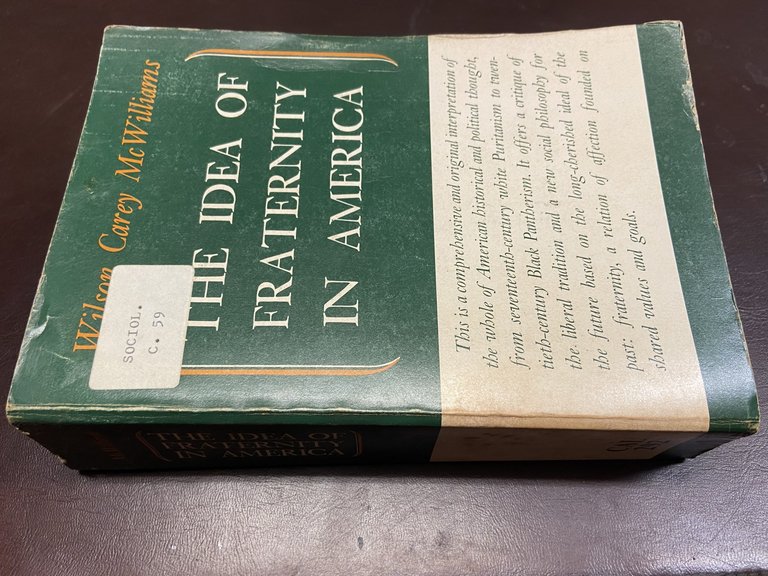 Wilson Carey McWilliams
THE IDEA OF
FRATERNITY
IN AMERICA
SOCIOL.
C. 59
This is a comprehensive and original interpretation of
the whole of American historical and political thought,
from seventeenth-century white Puritanism to twen-
tieth-century Black Pantherism. It offers a critique of
the liberal tradition and a new social philosophy for
the future based on the long-cherished ideal of the
past: fraternity, a relation of affection founded on
shared values and goals.
THE IDEA OF
FRATERNITY
IN AMERICA